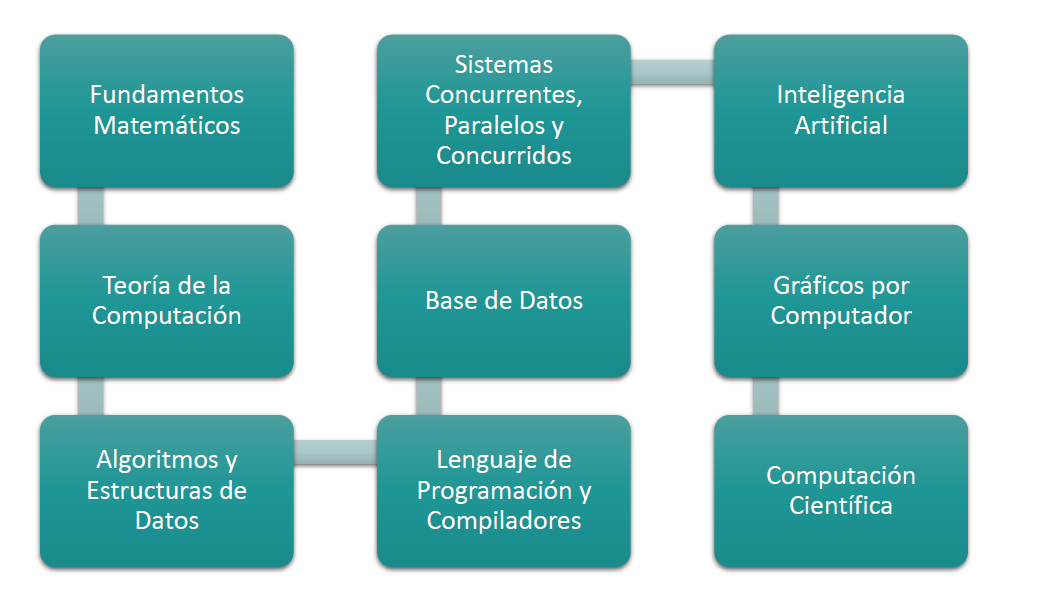 Fundamentos
Matemáticos
Teoría de la
Computación
Algoritmos y
Estructuras de
Datos
Lenguaje de
Programación y
Compiladores
Base de Datos
Sistemas
Concurrentes,
Paralelos y
Concurridos
Inteligencia
Artificial
Gráficos por
Computador
Computación
Científica